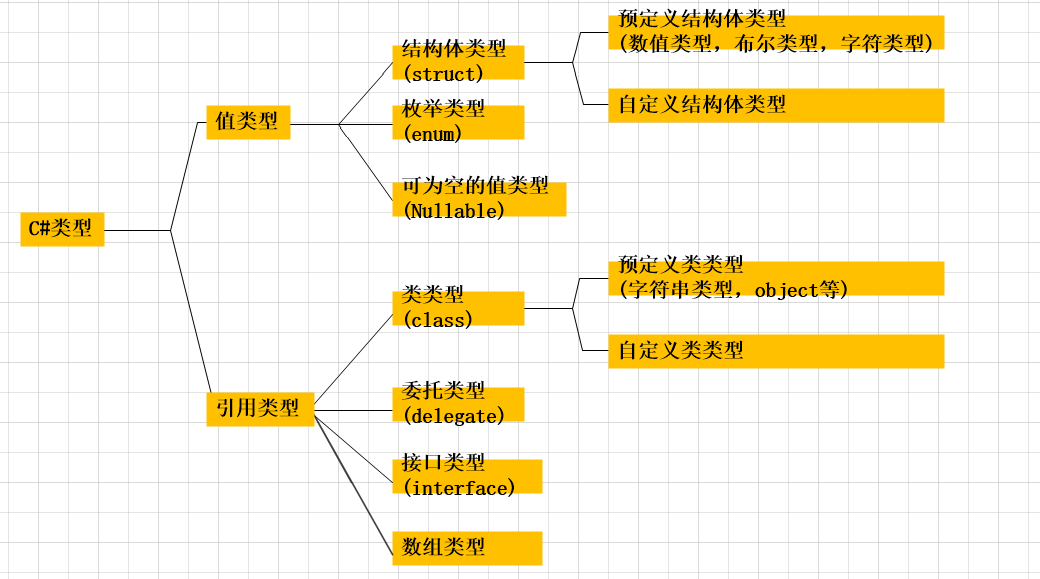 C#类型
值类型
结构体类型
(struct)
预定义结构体类型
(数值类型，布尔类型，字符类型)
自定义结构体类型
枚举类型
(enum)
可为空的值类型
(Nullable)
引用类型
类类型
(class)
预定义类类型
(字符串类型，object等)
自定义类类型
委托类型
(delegate)
接口类型
(interface)
数组类型